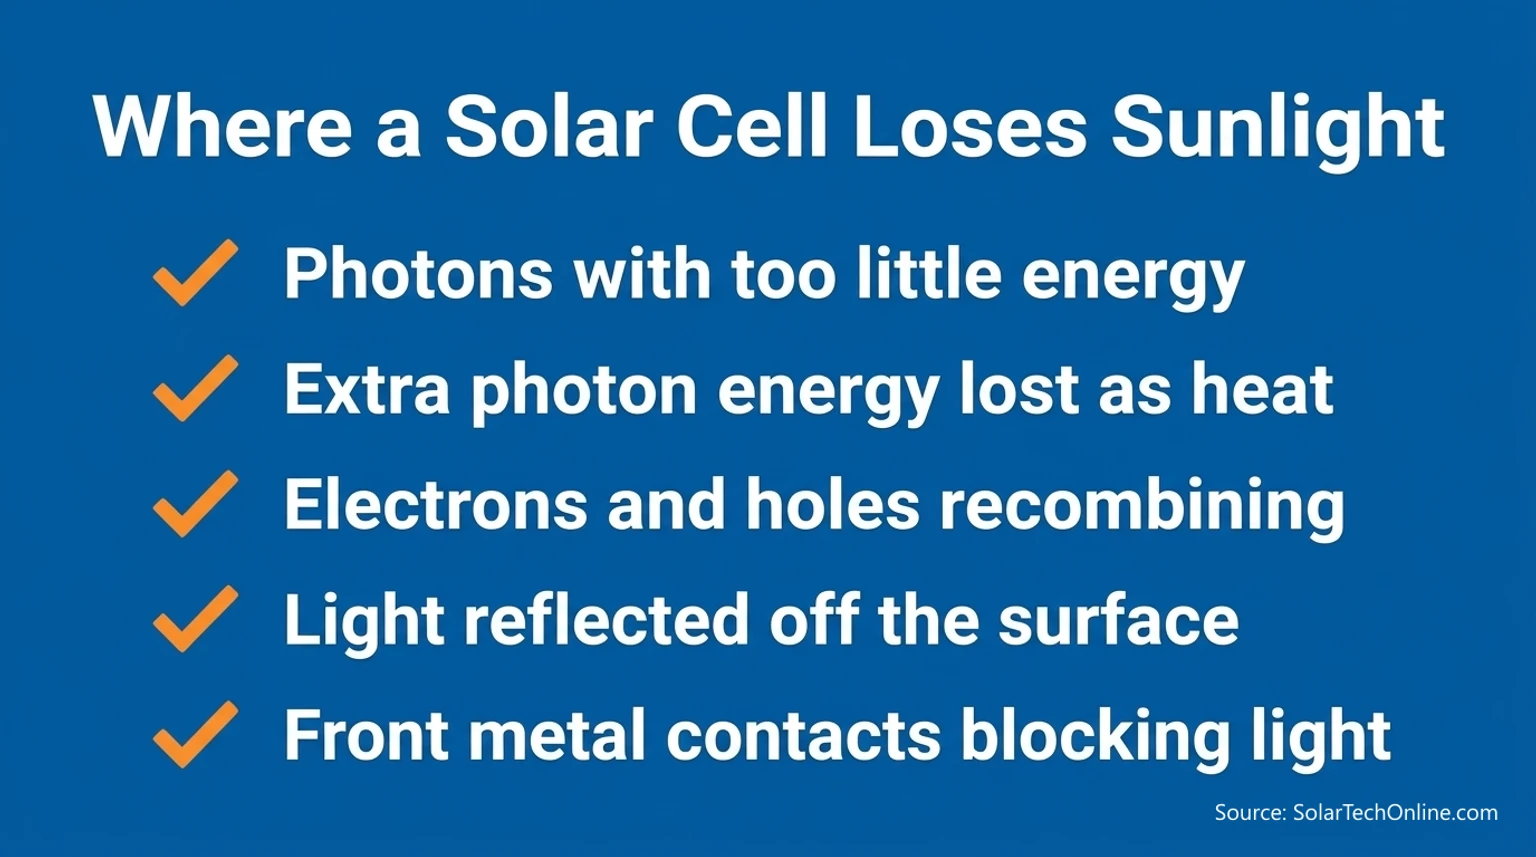 Where a Solar Cell Loses Sunlight
Photons with too little energy
Extra photon energy lost as heat
Electrons and holes recombining
Light reflected off the surface
Front metal contacts blocking light
Source: SolarTechOnline.com